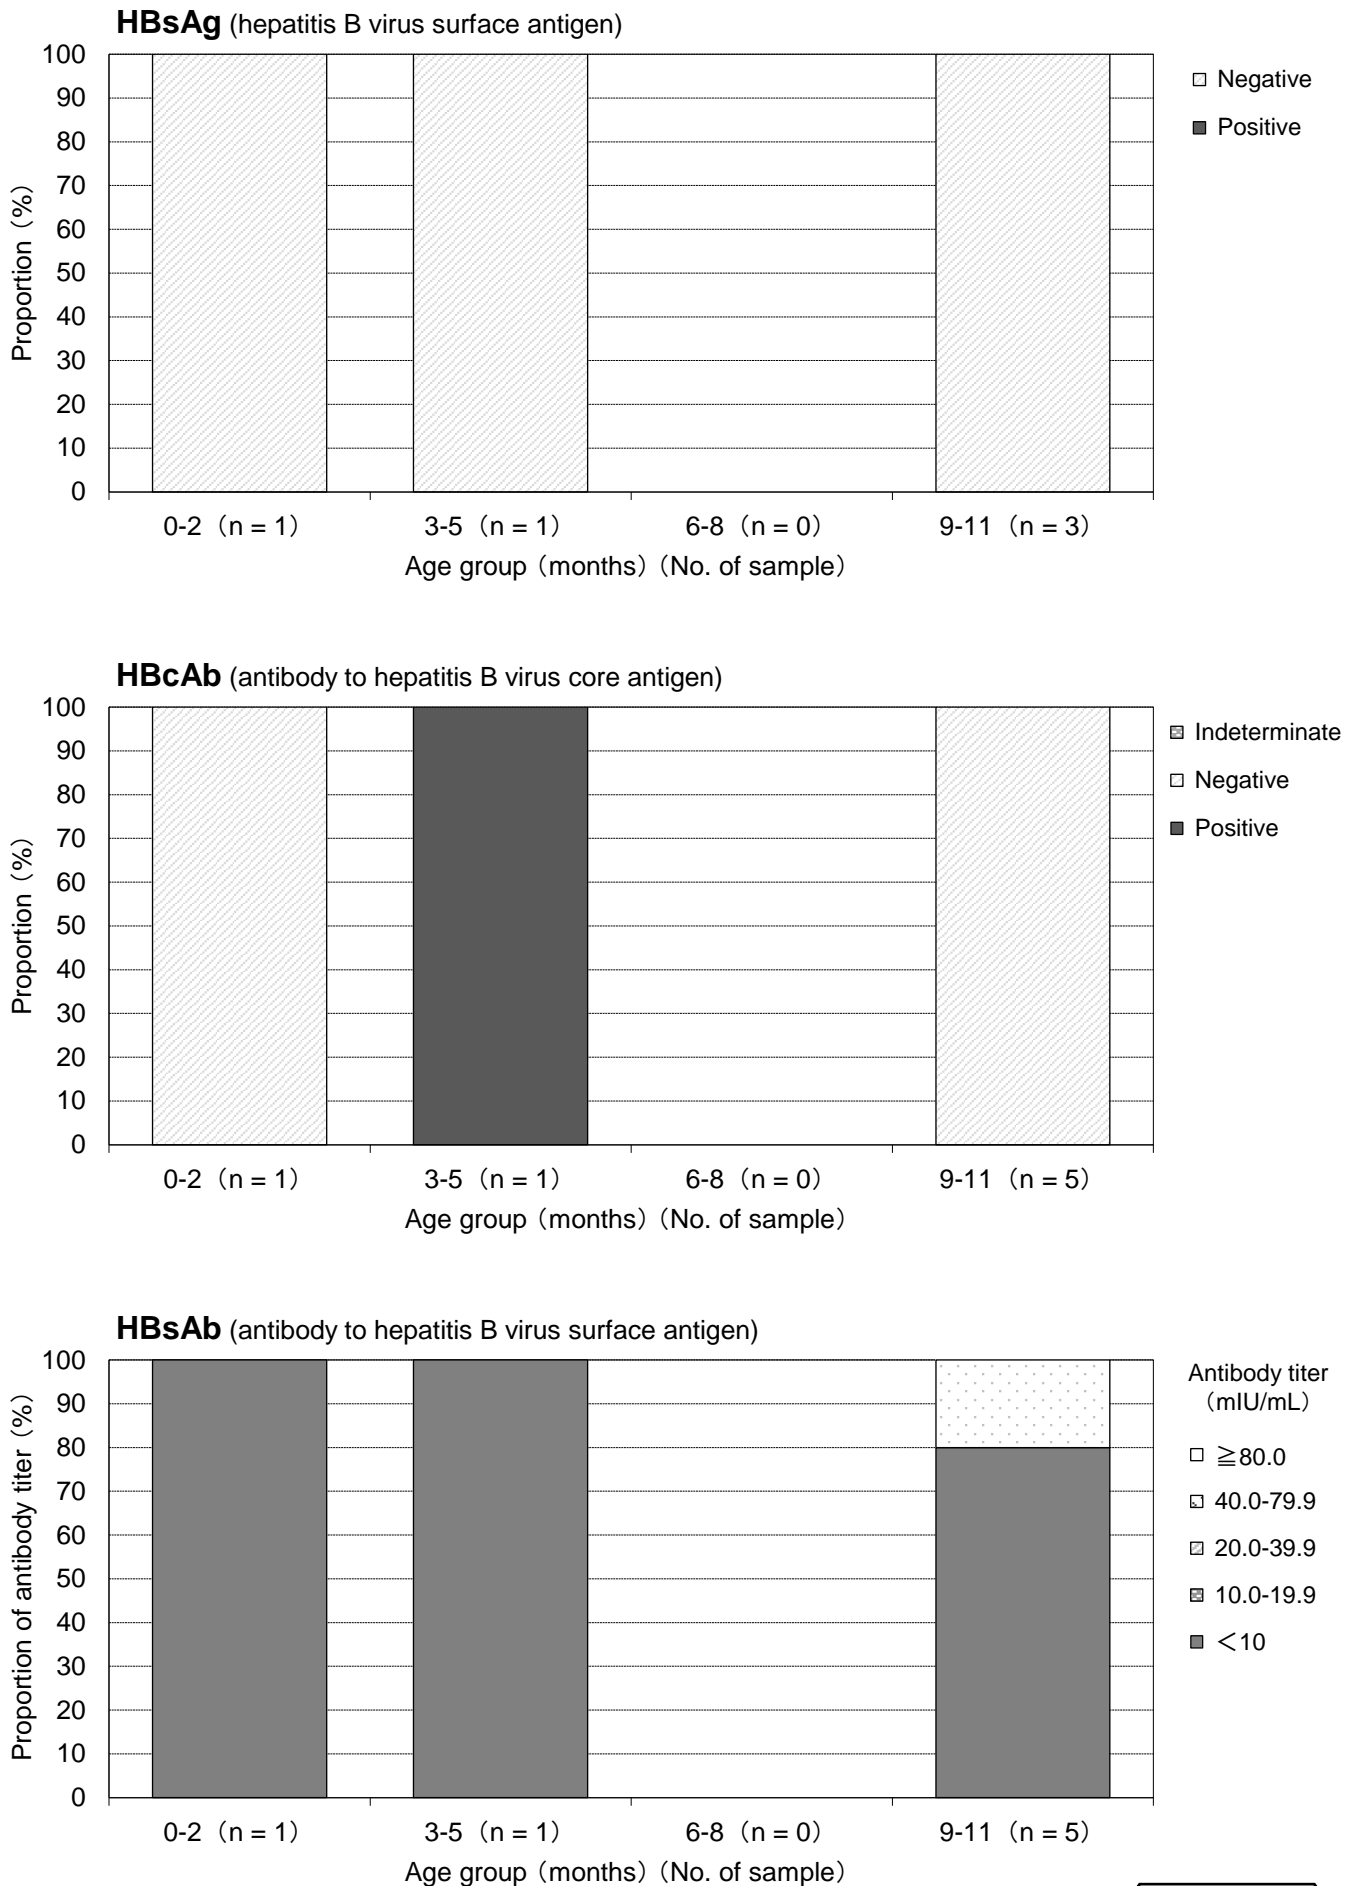 HBsAg (hepatitis B virus surface antigen)
100
90
80
70
60
50
40
30
20
10
0
Proportion（%）
Negative
Positive
0-2（n = 1） 3-5（n = 1） 6-8（n = 0） 9-11（n = 3）
Age group（months）（No. of sample）
HBcAb (antibody to hepatitis B virus core antigen)
100
90
80
70
60
50
40
30
20
10
0
Proportion（%）
Indeterminate
Negative
Positive
0-2（n = 1） 3-5（n = 1） 6-8（n = 0） 9-11（n = 5）
Age group（months）（No. of sample）
HBsAb (antibody to hepatitis B virus surface antigen)
100
90
80
70
60
50
40
30
20
10
0
Proportion of antibody titer（%）
Antibody titer
（mIU/mL）
≧80.0
40.0-79.9
20.0-39.9
10.0-19.9
＜10
0-2（n = 1） 3-5（n = 1） 6-8（n = 0） 9-11（n = 5）
Age group（months）（No. of sample）